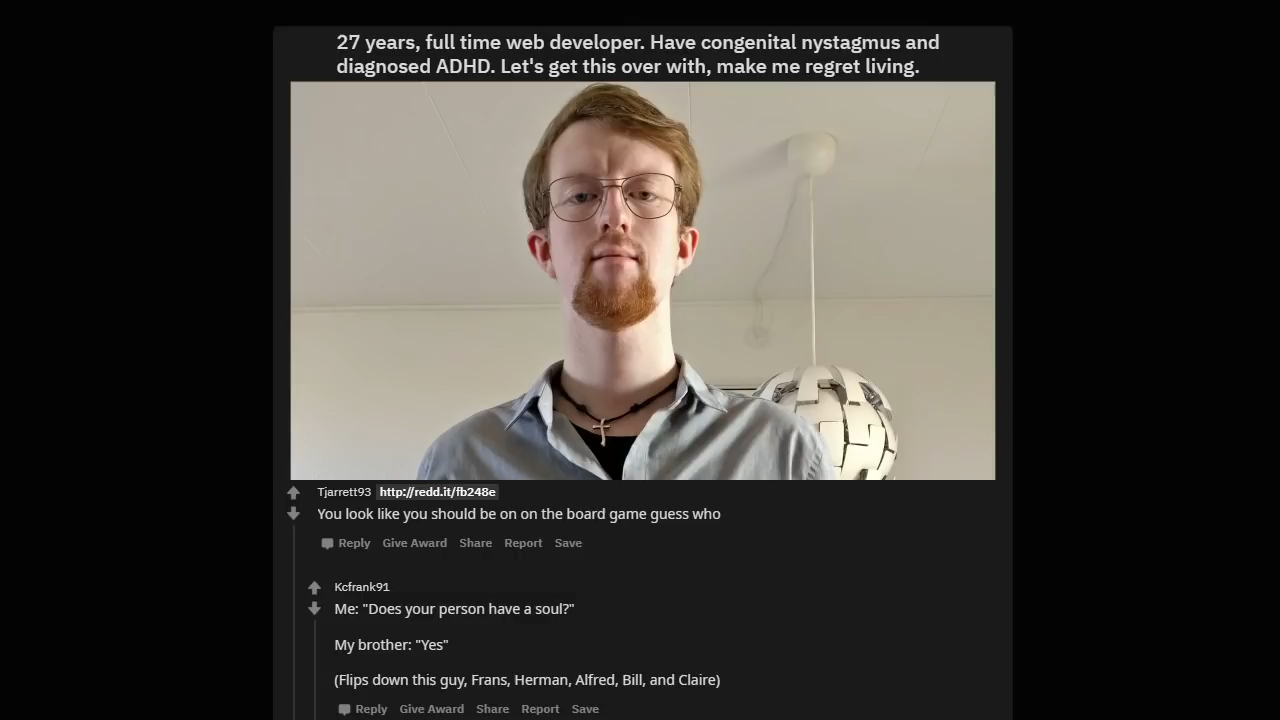 27 years, full time web developer. Have congenital nystagmus and
diagnosed ADHD. Let's get this over with, make me regret living.
Tjarrett93 http://redd.it/fb248e
You look like you should be on on the board game guess who
Reply Give Award Share Report Save
Kcfrank91
Me: "Does your person have a soul?"
My brother: "Yes"
(Flips down this guy, Frans, Herman, Alfred, Bill, and Claire)
Reply Give Award Share Report Save